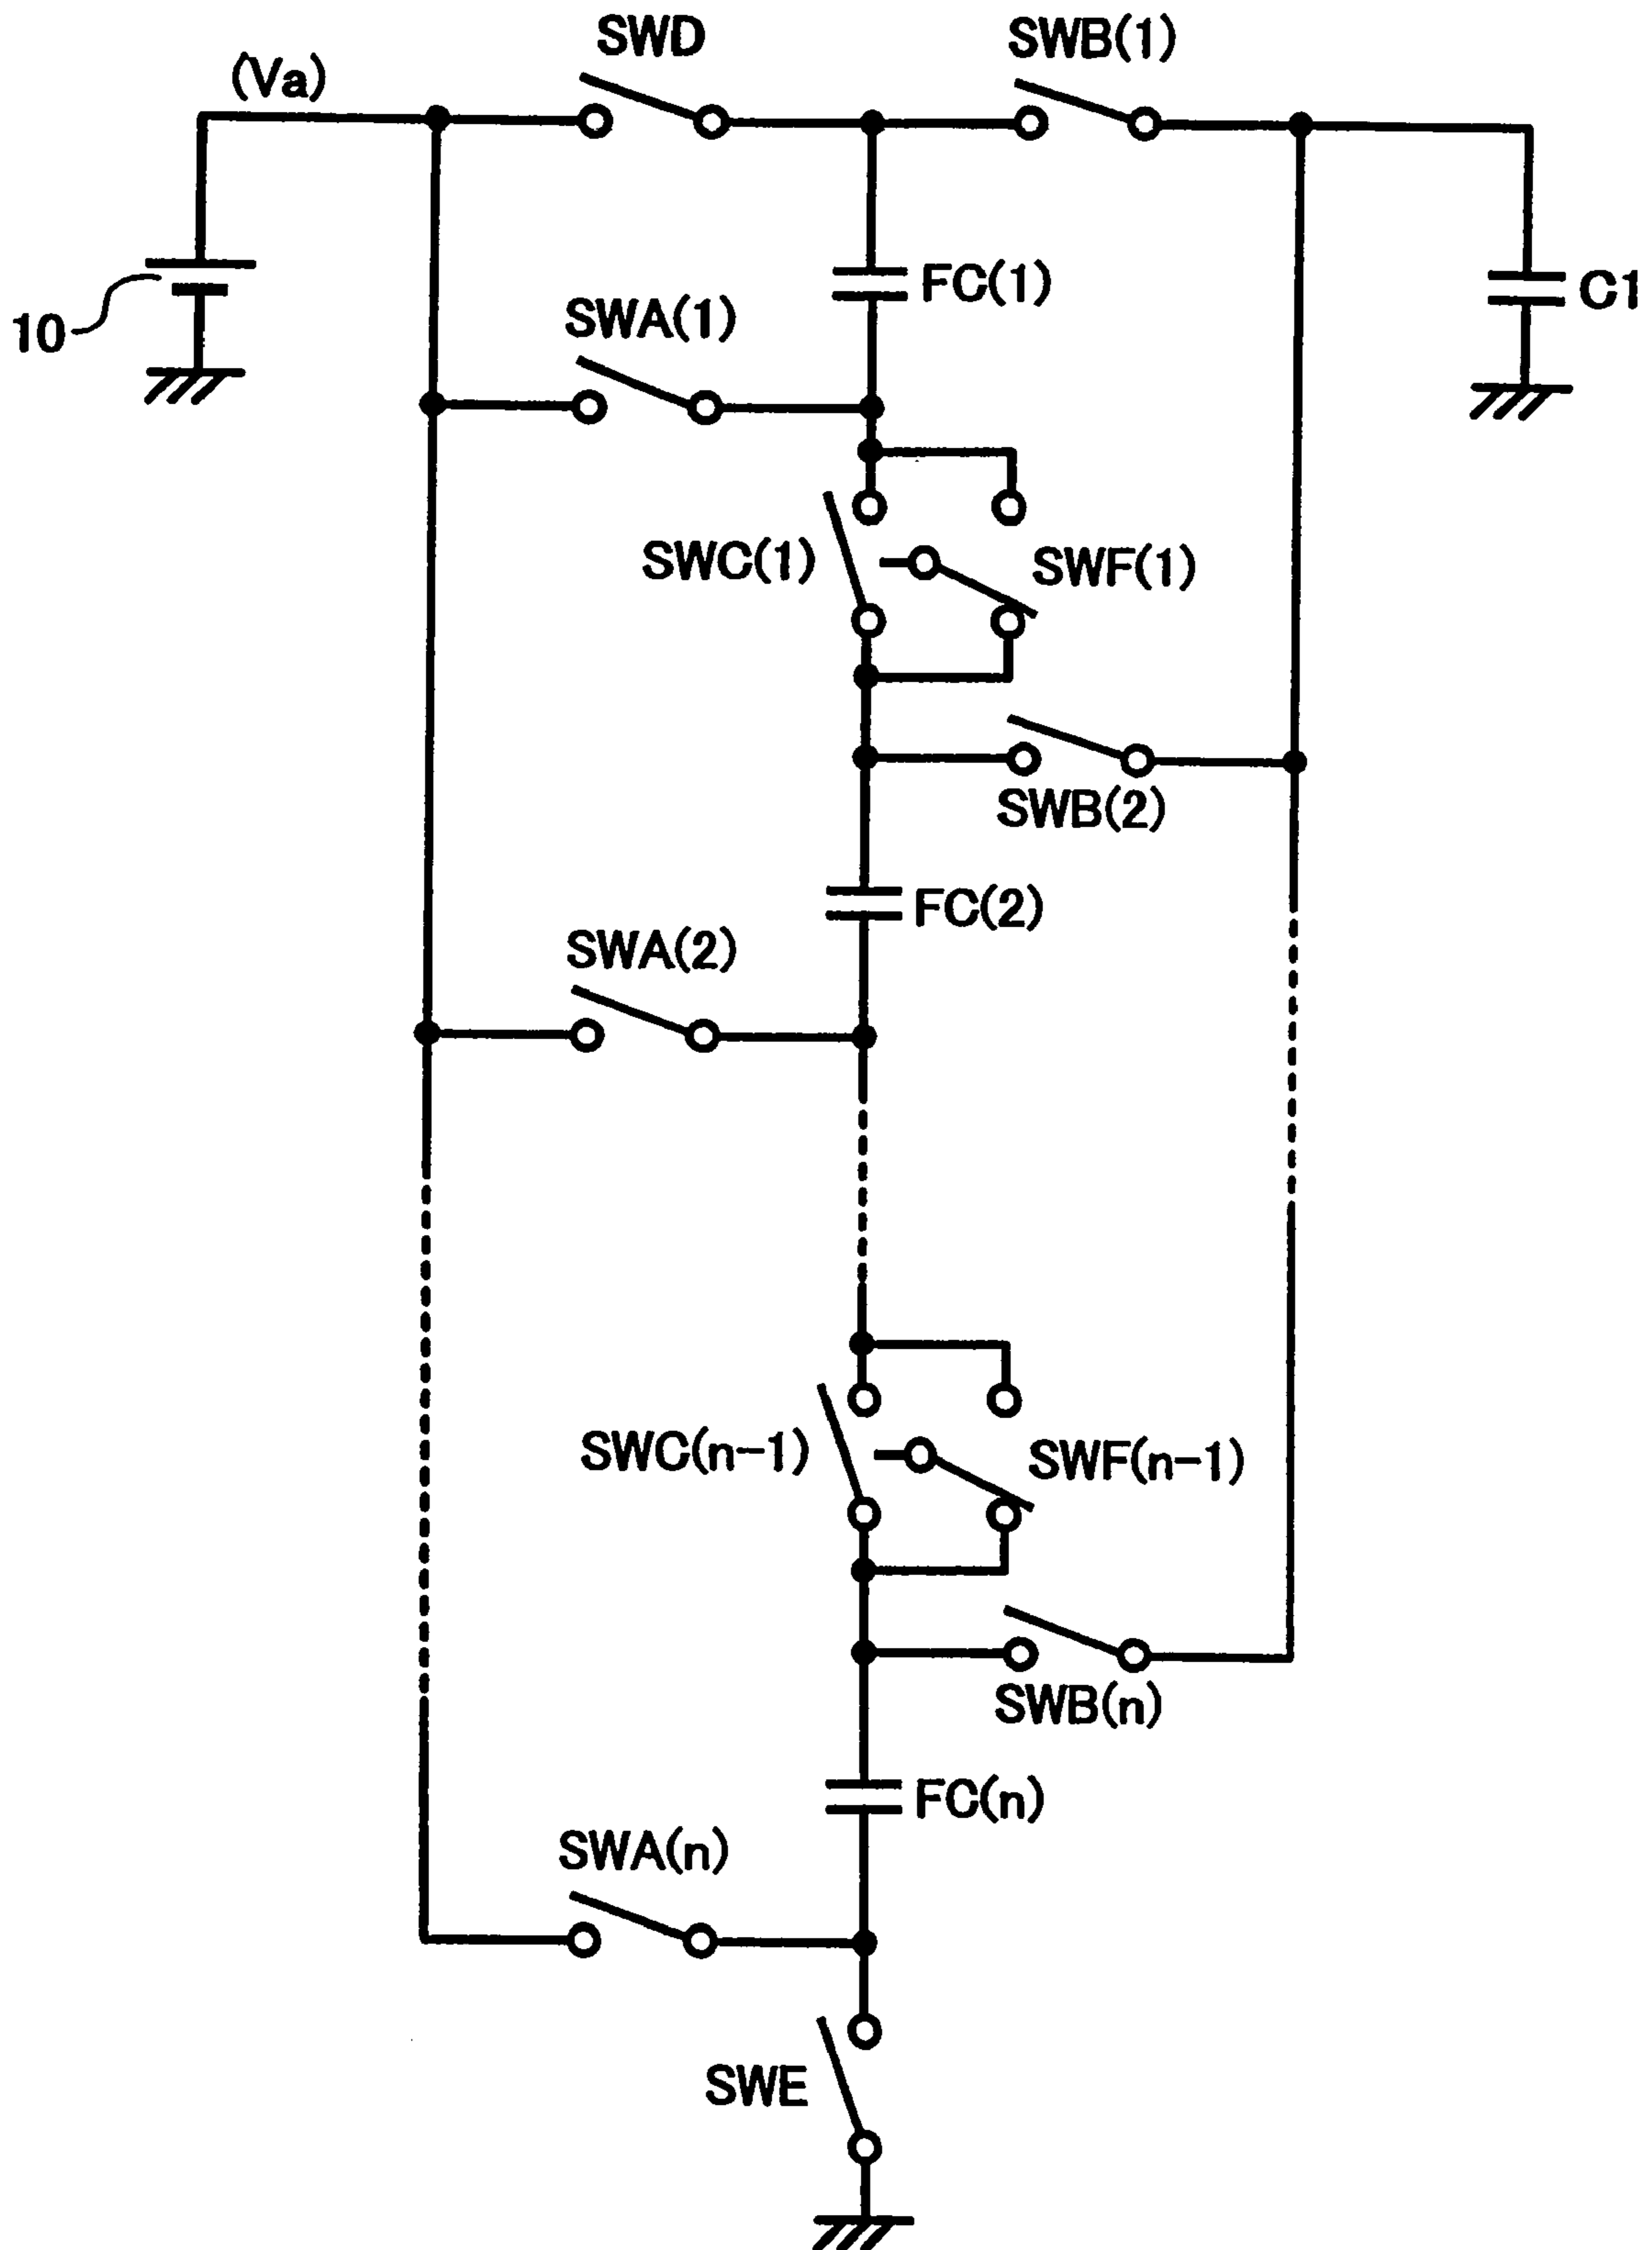 SWD
SWB(1)
(Va)
FC(1)
C1
10
SWA(1)
SWC(1)
SWF(1)
SWB(2)
FC(2)
SWA(2)
SWC(n-1)
SWF(n-1)
SWB(n)
FC(n)
SWA(n)
SWE